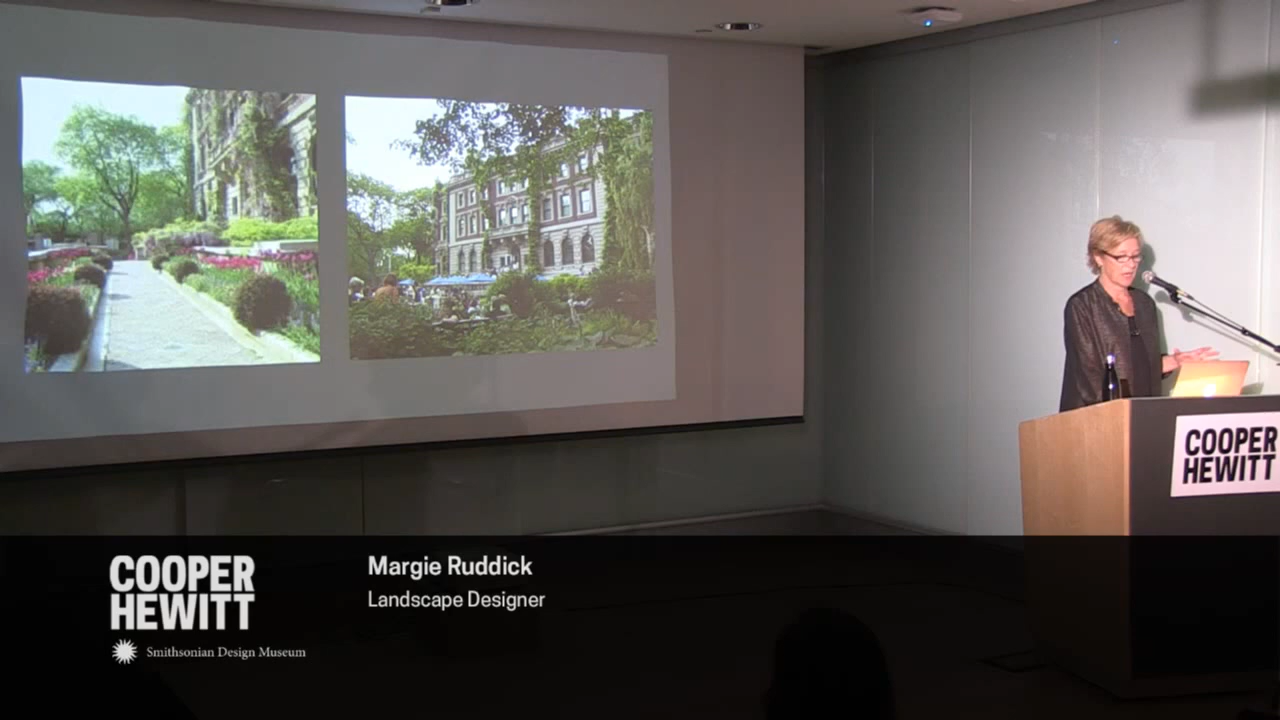 COOPER
HEWITT
COOPER
HEWITT
Smithsonian Design Museum
Margie Ruddick
Landscape Designer